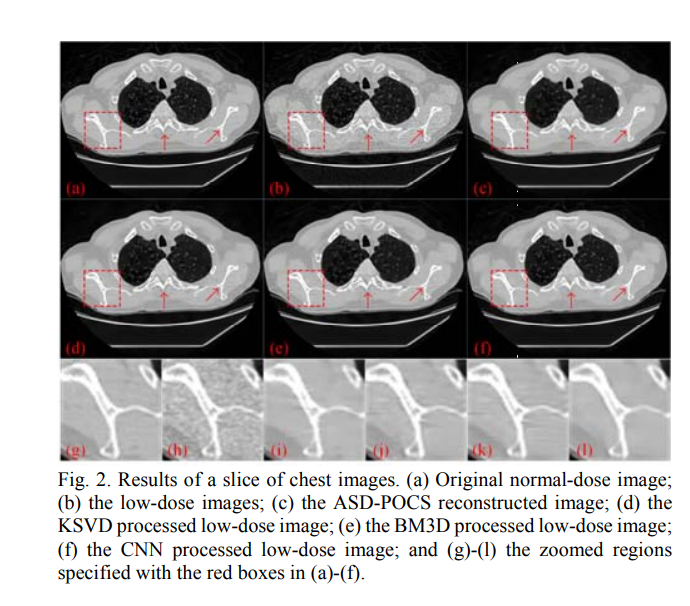 (a) (b) (c)
(d) (e) (f)
(g) (h) (i) (j) (k) (l)
Fig. 2. Results of a slice of chest images. (a) Original normal-dose image;
(b) the low-dose images; (c) the ASD-POCS reconstructed image; (d) the
KSVD processed low-dose image; (e) the BM3D processed low-dose image;
(f) the CNN processed low-dose image; and (g)-(l) the zoomed regions
specified with the red boxes in (a)-(f).